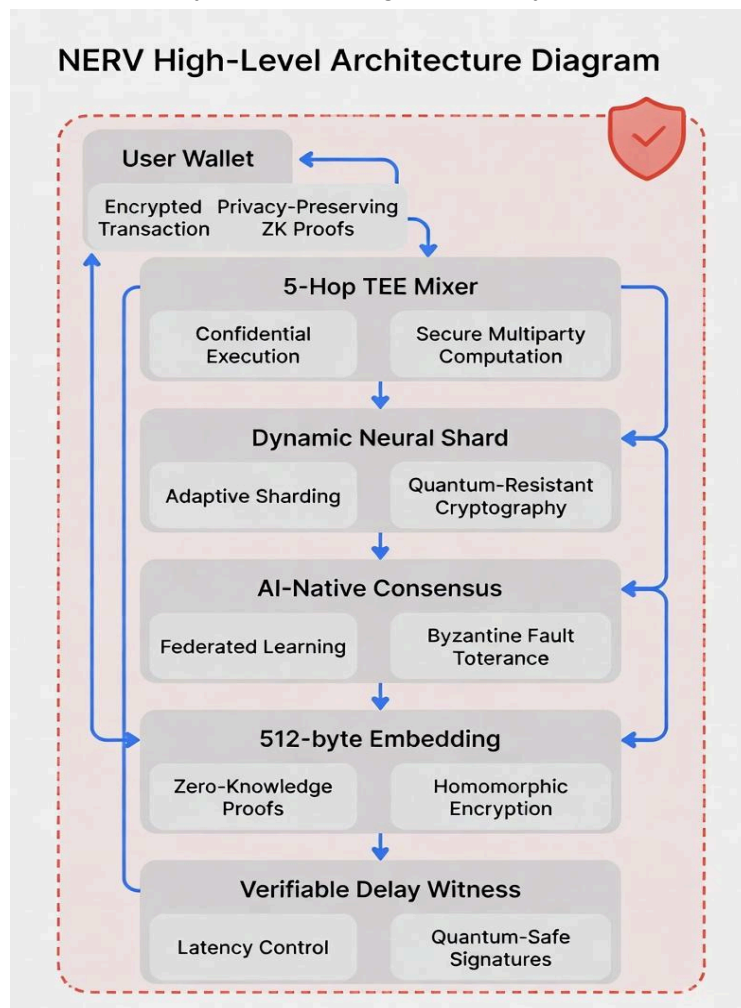 NERV High-Level Architecture Diagram
User Wallet
Encrypted
Transaction
Privacy-Preserving
ZK Proofs
5-Hop TEE Mixer
Confidential
Execution
Secure Multiparty
Computation
Dynamic Neural Shard
Adaptive Sharding
Quantum-Resistant
Cryptography
AI-Native Consensus
Federated Learning
Byzantine Fault
Toterance
512-byte Embedding
Zero-Knowledge
Proofs
Homomorphic
Encryption
Verifiable Delay Witness
Latency Control
Quantum-Safe
Signatures